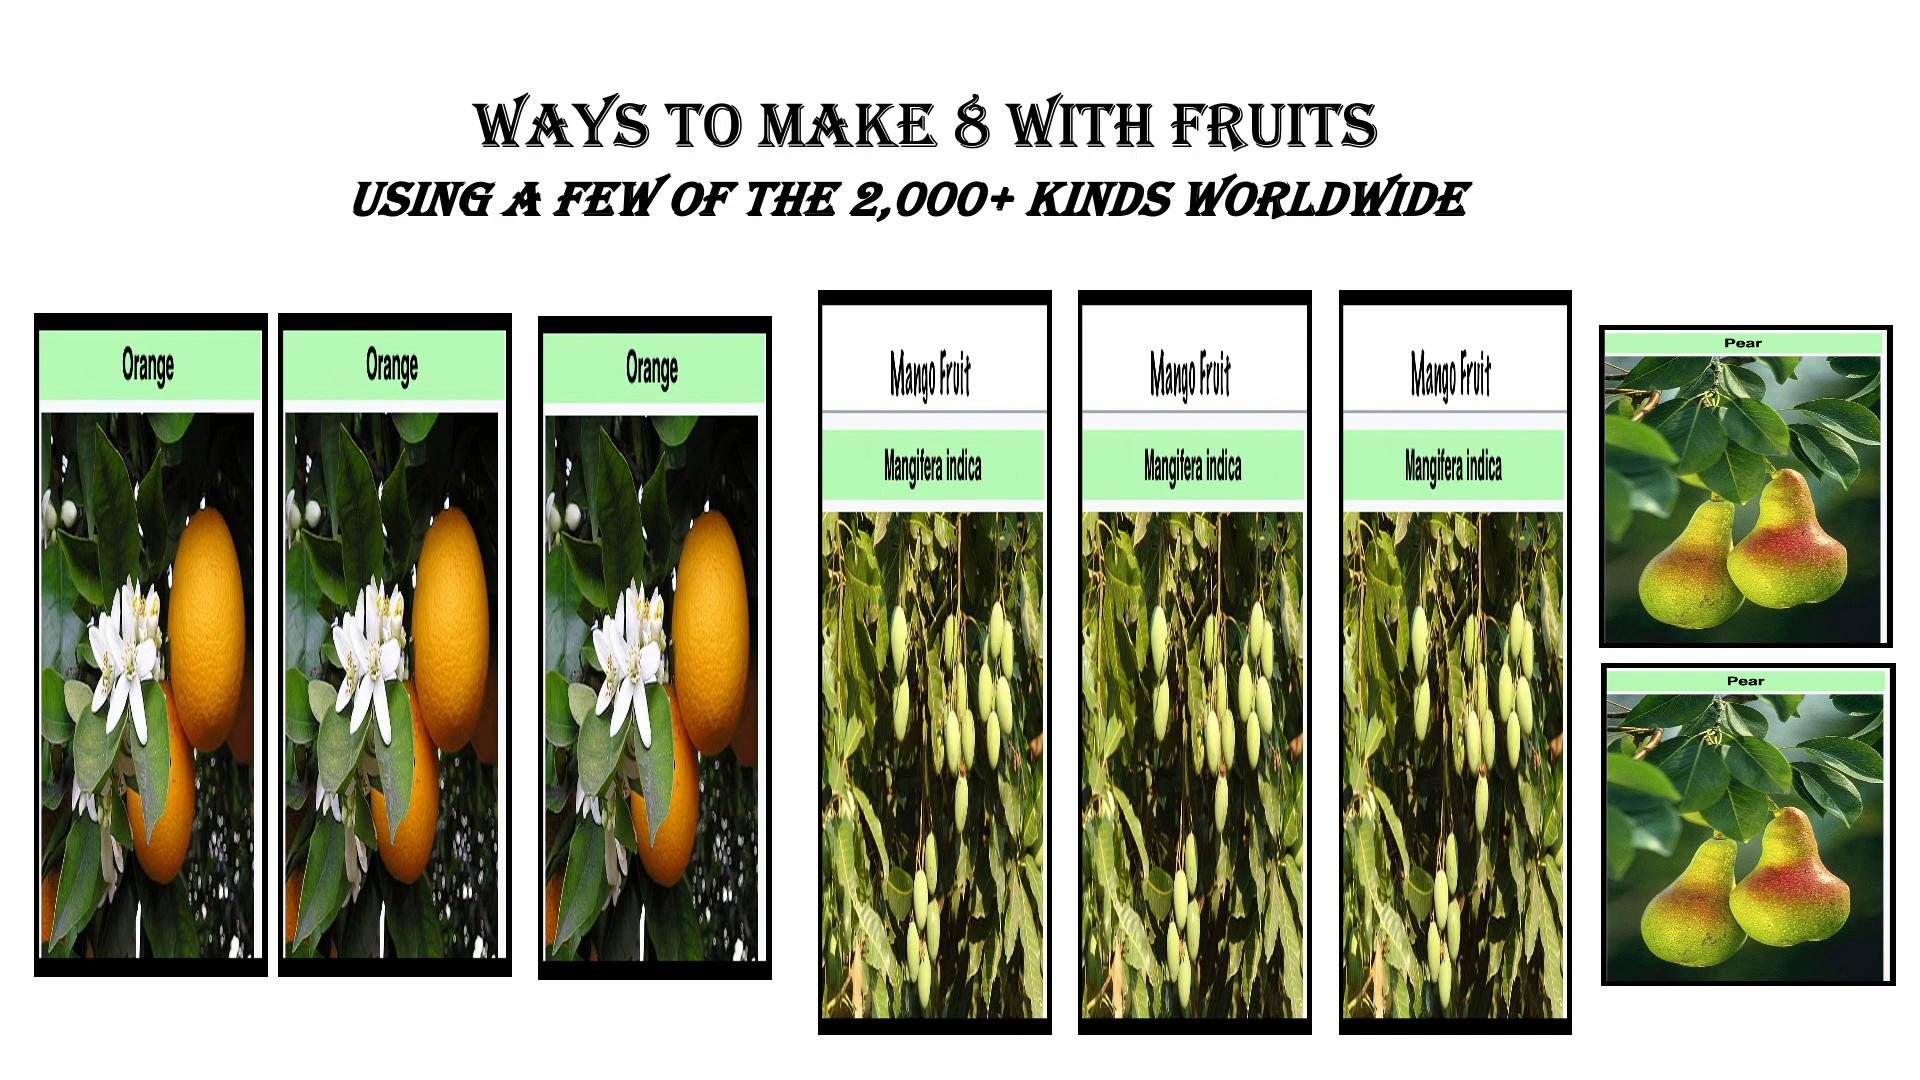 WAYS TO MAKE 8 WITH FRUITS
USING A FEW OF THE 2,000+ KINDS WORLDWIDE
Orange
Orange
Orange
Mango Fruit
Mangifera indica
Mango Fruit
Mangifera indica
Mango Fruit
Mangifera indica
Pear
Pear